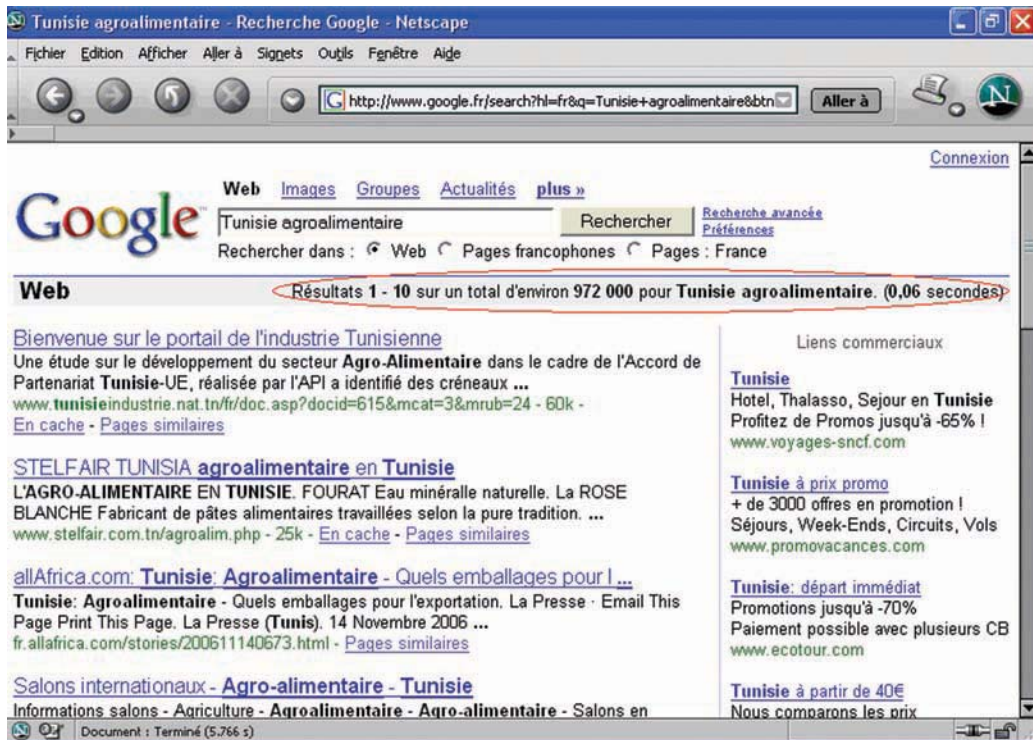 Tunisie agroalimentaire - Recherche Google - Netscape
Fichier Edition Afficher Aller à Signets Outils Fenêtre Aide
http://www.google.fr/search?hl=fr&q=Tunisie+agroalimentaire&btn
Aller à
N
Connexion
Web Images Groupes Actualités plus »
Google™
Tunisie agroalimentaire
Rechercher
Recherche avancée
Préférences
Rechercher dans : Web Pages francophones Pages : France
Web
Résultats 1 - 10 sur un total d'environ 972 000 pour Tunisie agroalimentaire. (0,06 secondes)
Bienvenue sur le portail de l'industrie Tunisienne
Une étude sur le développement du secteur Agro-Alimentaire dans le cadre de l'Accord de
Partenariat Tunisie-UE, réalisée par l'API a identifié des créneaux ...
www.tunisieindustrie.nat.tn/fr/doc.asp?docid=615&mcat=3&mrub=24 - 60k -
En cache - Pages similaires
STELFAIR TUNISIA agroalimentaire en Tunisie
L'AGRO-ALIMENTAIRE EN TUNISIE. FOURAT Eau minéralle naturelle. La ROSE
BLANCHE Fabricant de pâtes alimentaires travaillées selon la pure tradition. ...
www.stelfair.com.tn/agroalim.php - 25k - En cache - Pages similaires
allAfrica.com: Tunisie: Agroalimentaire - Quels emballages pour l ...
Tunisie: Agroalimentaire - Quels emballages pour l'exportation. La Presse · Email This
Page Print This Page. La Presse (Tunis). 14 Novembre 2006 ...
fr.allafrica.com/stories/200611140673.html - Pages similaires
Salons internationaux - Agro-alimentaire - Tunisie
Informations salons - Agriculture - Agroalimentaire - Agro-alimentaire - Salons en
Liens commerciaux
Tunisie
Hotel, Thalasso, Sejour en Tunisie
Profitez de Promos jusqu'à -65% !
www.voyages-sncf.com
Tunisie à prix promo
+ de 3000 offres en promotion !
Séjours, Week-Ends, Circuits, Vols
www.promovacances.com
Tunisie: départ immédiat
Promotions jusqu'à -70%
Paiement possible avec plusieurs CB
www.ecotour.com
Tunisie à partir de 40€
Nous comparons les prix
Document : Terminé (5.766 s)